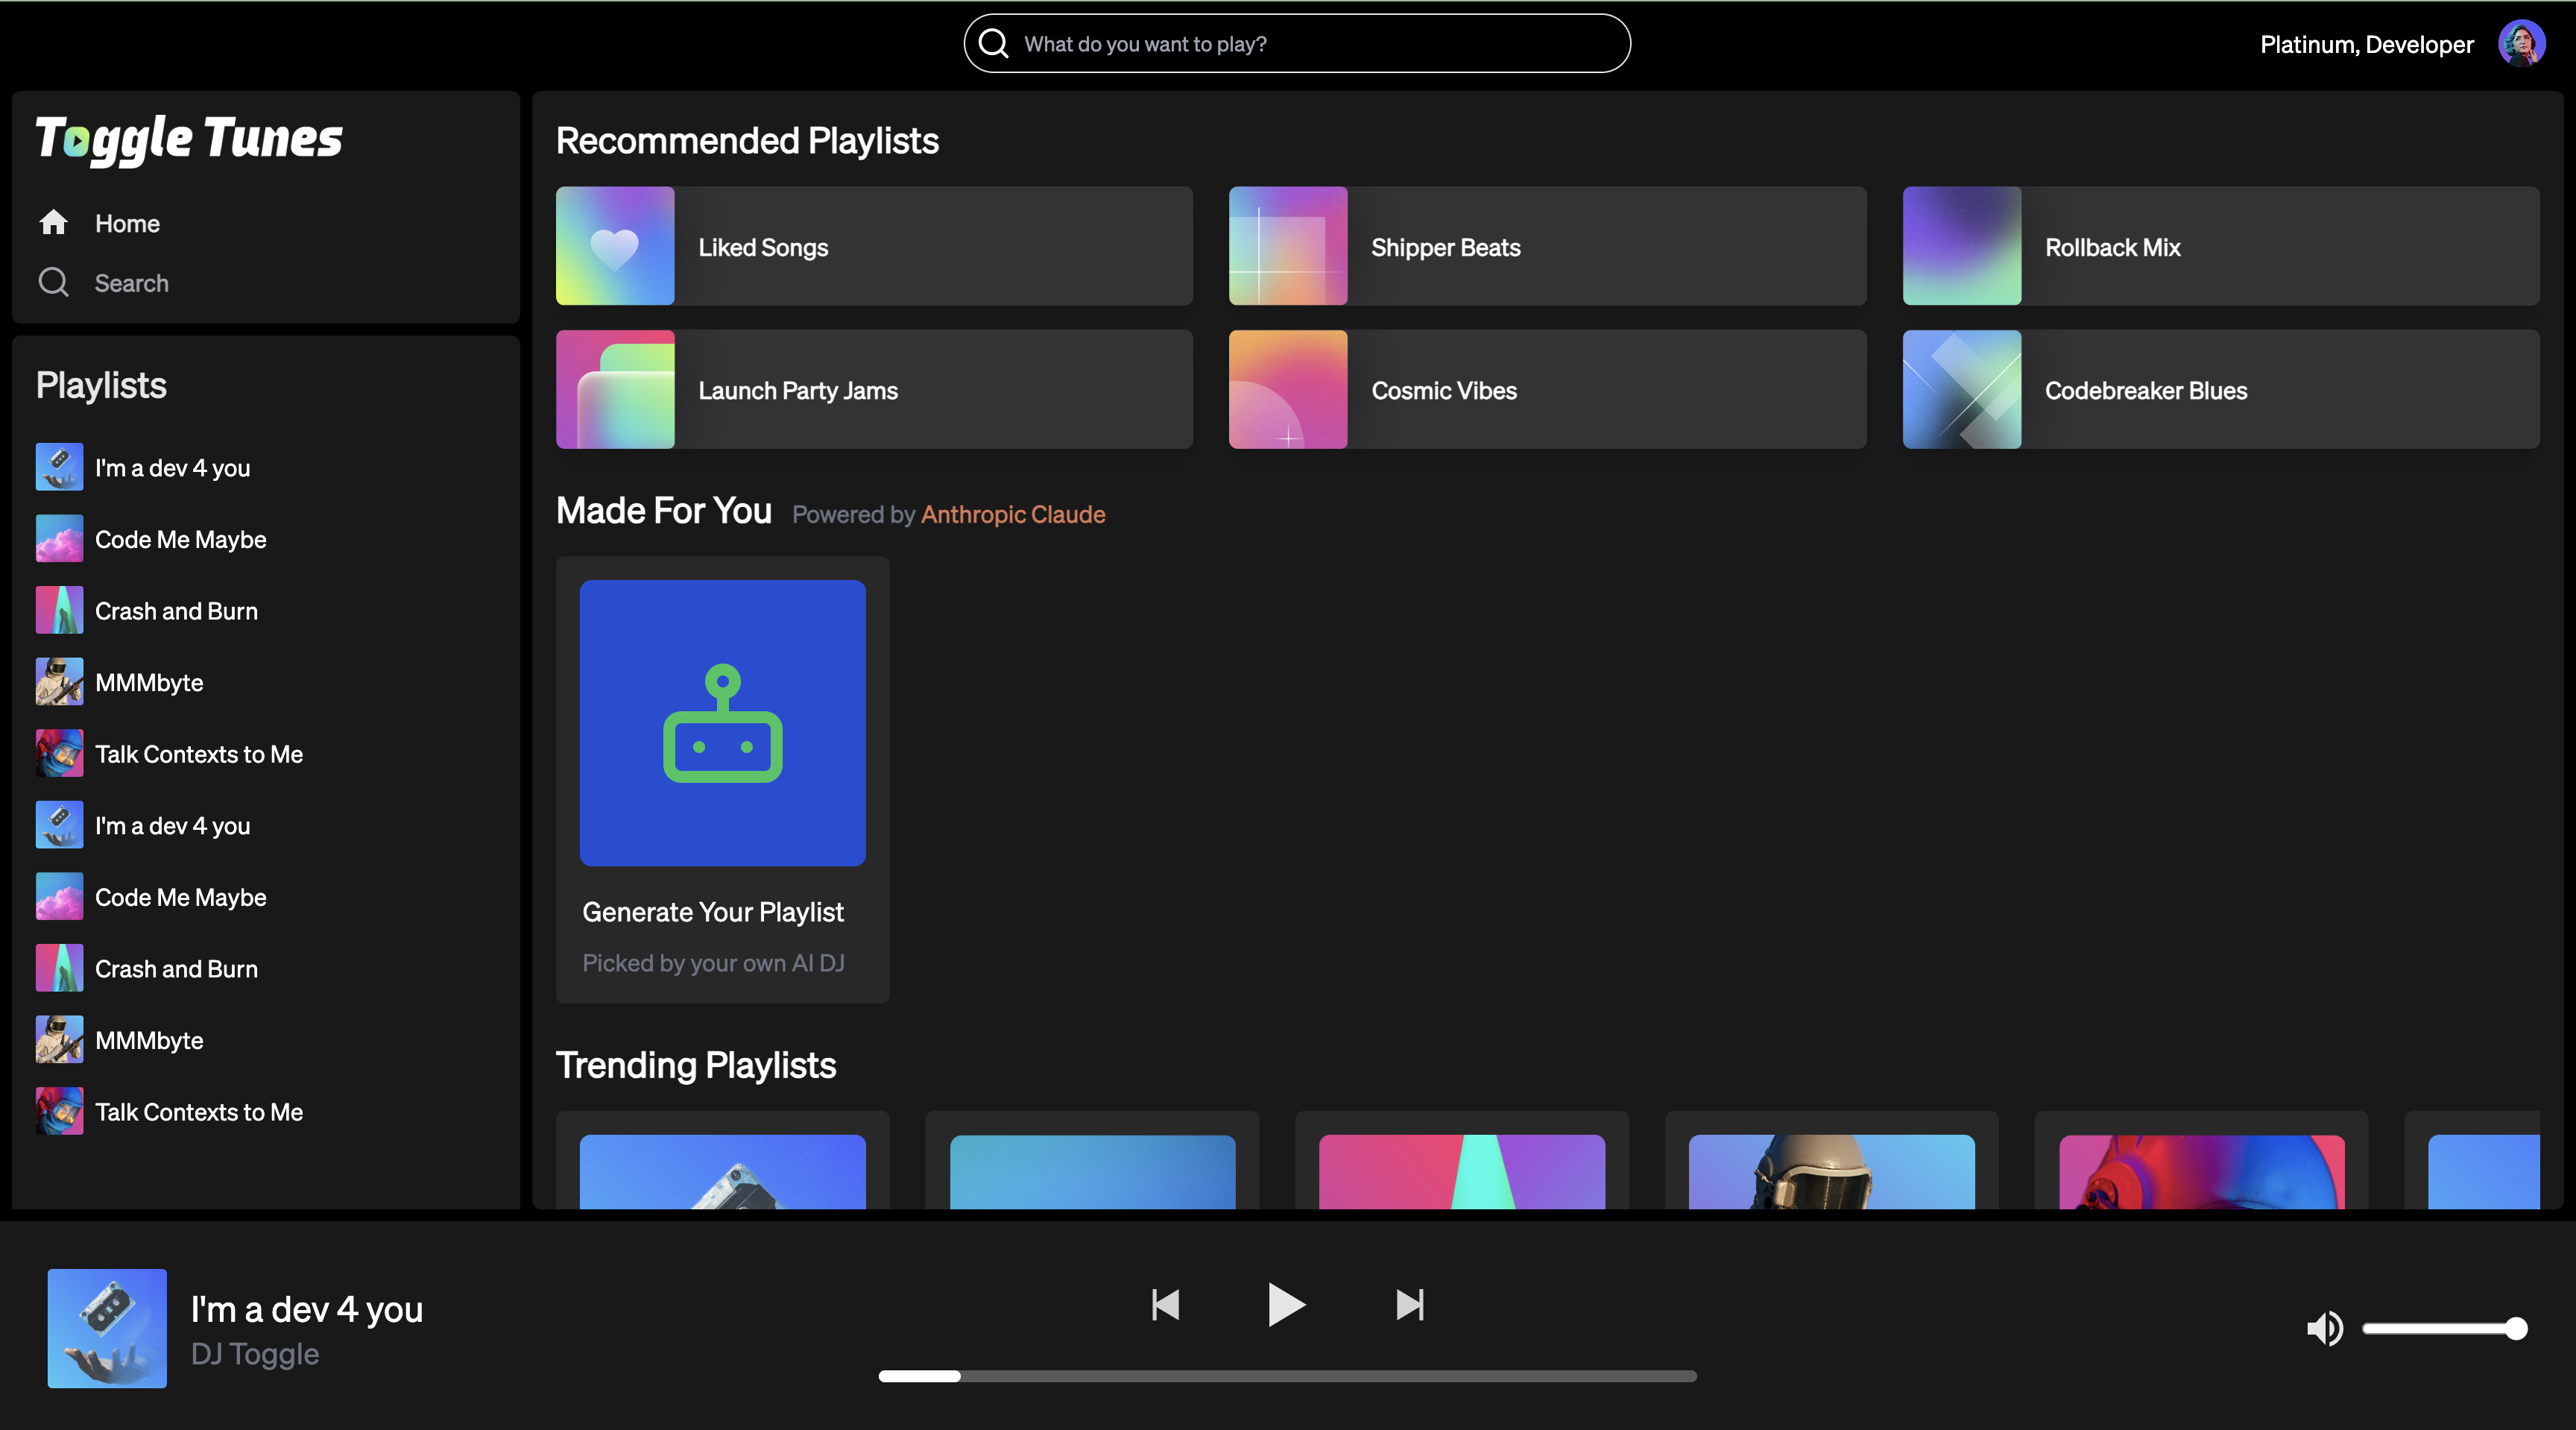 What do you want to play?
Platinum, Developer
Toggle Tunes
Home
Search
Playlists
I'm a dev 4 you
Code Me Maybe
Crash and Burn
MMMbyte
Talk Contexts to Me
I'm a dev 4 you
Code Me Maybe
Crash and Burn
MMMbyte
Talk Contexts to Me
Recommended Playlists
Liked Songs
Shipper Beats
Rollback Mix
Launch Party Jams
Cosmic Vibes
Codebreaker Blues
Made For You Powered by Anthropic Claude
Generate Your Playlist
Picked by your own AI DJ
Trending Playlists
I'm a dev 4 you
DJ Toggle